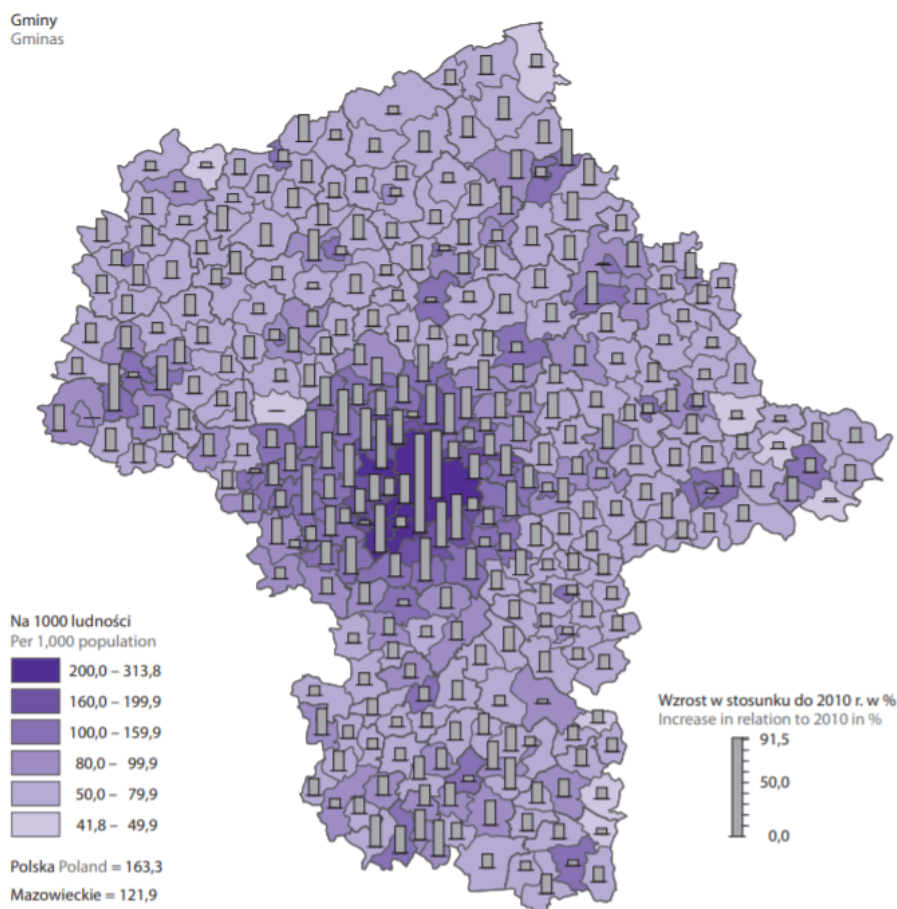 Gminy
Gminas
Na 1000 ludności
Per 1,000 population
200,0 – 313,8
160,0 – 199,9
100,0 – 159,9
80,0 – 99,9
50,0 – 79,9
41,8 – 49,9
Polska Poland = 163,3
Mazowieckie = 121,9
Wzrost w stosunku do 2010 r. w %
Increase in relation to 2010 in %
91,5
50,0
0,0